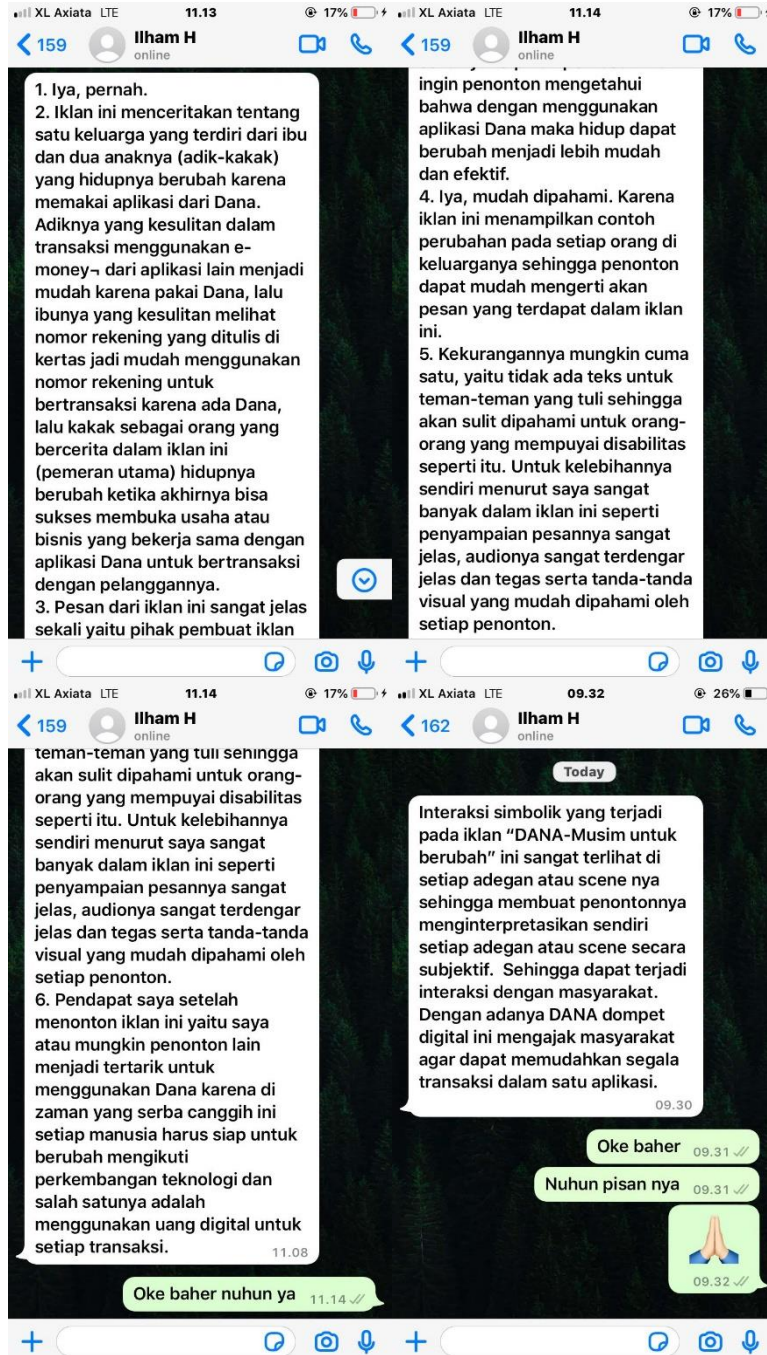 XL Axiata LTE 11.13 17%
159 Ilham H
online
1. Iya, pernah.
2. Iklan ini menceritakan tentang
satu keluarga yang terdiri dari ibu
dan dua anaknya (adik-kakak)
yang hidupnya berubah karena
memakai aplikasi dari Dana.
Adiknya yang kesulitan dalam
transaksi menggunakan e-
money¬ dari aplikasi lain menjadi
mudah karena pakai Dana, lalu
ibunya yang kesulitan melihat
nomor rekening yang ditulis di
kertas jadi mudah menggunakan
nomor rekening untuk
bertransaksi karena ada Dana,
lalu kakak sebagai orang yang
bercerita dalam iklan ini
(pemeran utama) hidupnya
berubah ketika akhirnya bisa
sukses membuka usaha atau
bisnis yang bekerja sama dengan
aplikasi Dana untuk bertransaksi
dengan pelanggannya.
3. Pesan dari iklan ini sangat jelas
sekali yaitu pihak pembuat iklan
XL Axiata LTE 11.14 17%
159 Ilham H
online
ingin penonton mengetahui
bahwa dengan menggunakan
aplikasi Dana maka hidup dapat
berubah menjadi lebih mudah
dan efektif.
4. Iya, mudah dipahami. Karena
iklan ini menampilkan contoh
perubahan pada setiap orang di
keluarganya sehingga penonton
dapat mudah mengerti akan
pesan yang terdapat dalam iklan
ini.
5. Kekurangannya mungkin cuma
satu, yaitu tidak ada teks untuk
teman-teman yang tuli sehingga
akan sulit dipahami untuk orang-
orang yang mempuyai disabilitas
seperti itu. Untuk kelebihannya
sendiri menurut saya sangat
banyak dalam iklan ini seperti
penyampaian pesannya sangat
jelas, audionya sangat terdengar
jelas dan tegas serta tanda-tanda
visual yang mudah dipahami oleh
setiap penonton.
XL Axiata LTE 11.14 17%
159 Ilham H
online
teman-teman yang tuli sehingga
akan sulit dipahami untuk orang-
orang yang mempuyai disabilitas
seperti itu. Untuk kelebihannya
sendiri menurut saya sangat
banyak dalam iklan ini seperti
penyampaian pesannya sangat
jelas, audionya sangat terdengar
jelas dan tegas serta tanda-tanda
visual yang mudah dipahami oleh
setiap penonton.
6. Pendapat saya setelah
menonton iklan ini yaitu saya
atau mungkin penonton lain
menjadi tertarik untuk
menggunakan Dana karena di
zaman yang serba canggih ini
setiap manusia harus siap untuk
berubah mengikuti
perkembangan teknologi dan
salah satunya adalah
menggunakan uang digital untuk
setiap transaksi. 11.08
Oke baher nuhun ya 11.14
XL Axiata LTE 09.32 26%
162 Ilham H
online
Today
Interaksi simbolik yang terjadi
pada iklan “DANA-Musim untuk
berubah” ini sangat terlihat di
setiap adegan atau scene nya
sehingga membuat penontonnya
menginterpretasikan sendiri
setiap adegan atau scene secara
subjektif. Sehingga dapat terjadi
interaksi dengan masyarakat.
Dengan adanya DANA dompet
digital ini mengajak masyarakat
agar dapat memudahkan segala
transaksi dalam satu aplikasi.
09.30
Oke baher 09.31
Nuhun pisan nya 09.31
09.32